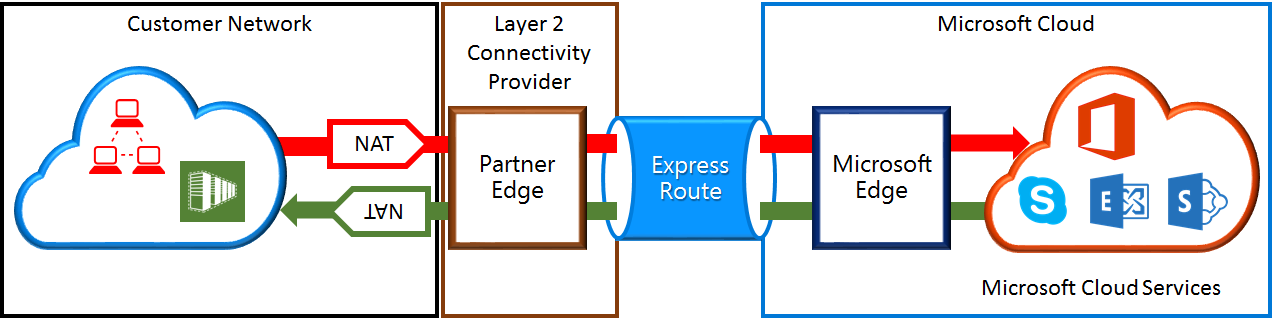 Customer Network
Layer 2
Connectivity
Provider
Microsoft Cloud
NAT
NAT
Partner
Edge
Express
Route
Microsoft
Edge
S
E
S
Microsoft Cloud Services